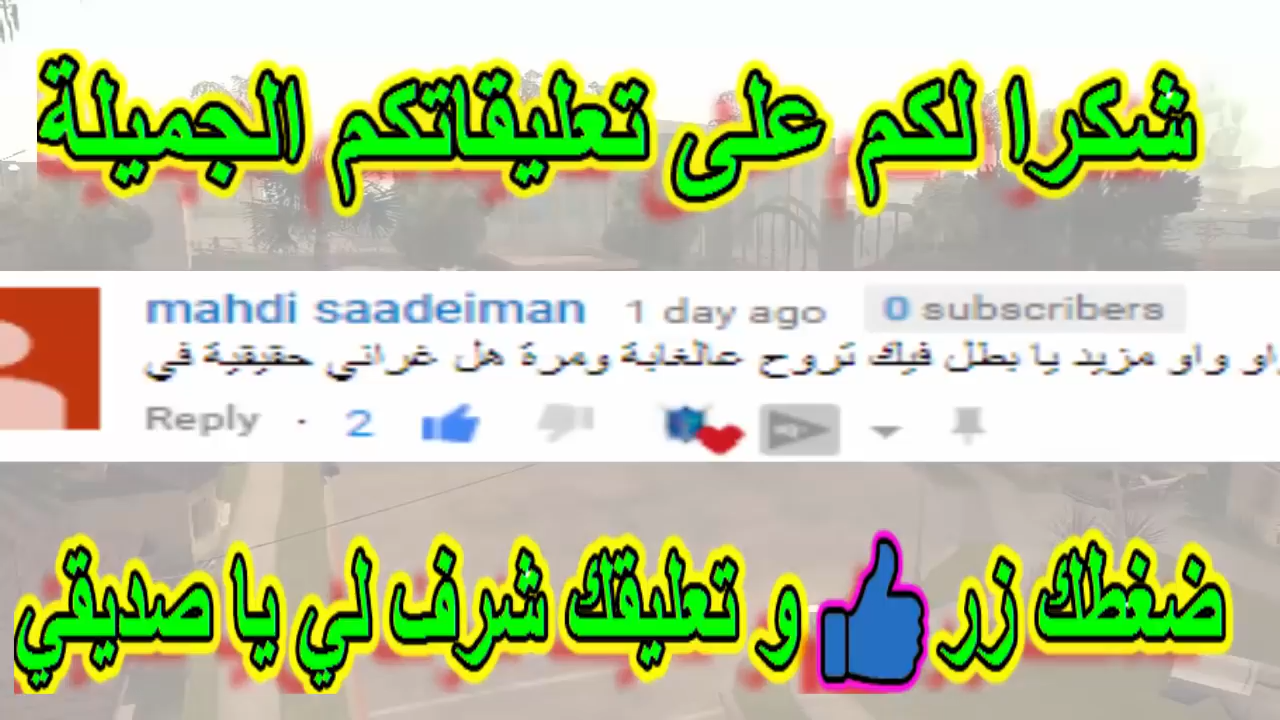 شكرا لكم على تعليقاتكم الجميلة
mahdi saadeiman 1 day ago 0 subscribers
واو مزيد يا بطل فيك تروح عالغابة ومرة هل غراني حقيقية في
Reply · 2
ضغطك زر و تعليقك شرف لي يا صديقي